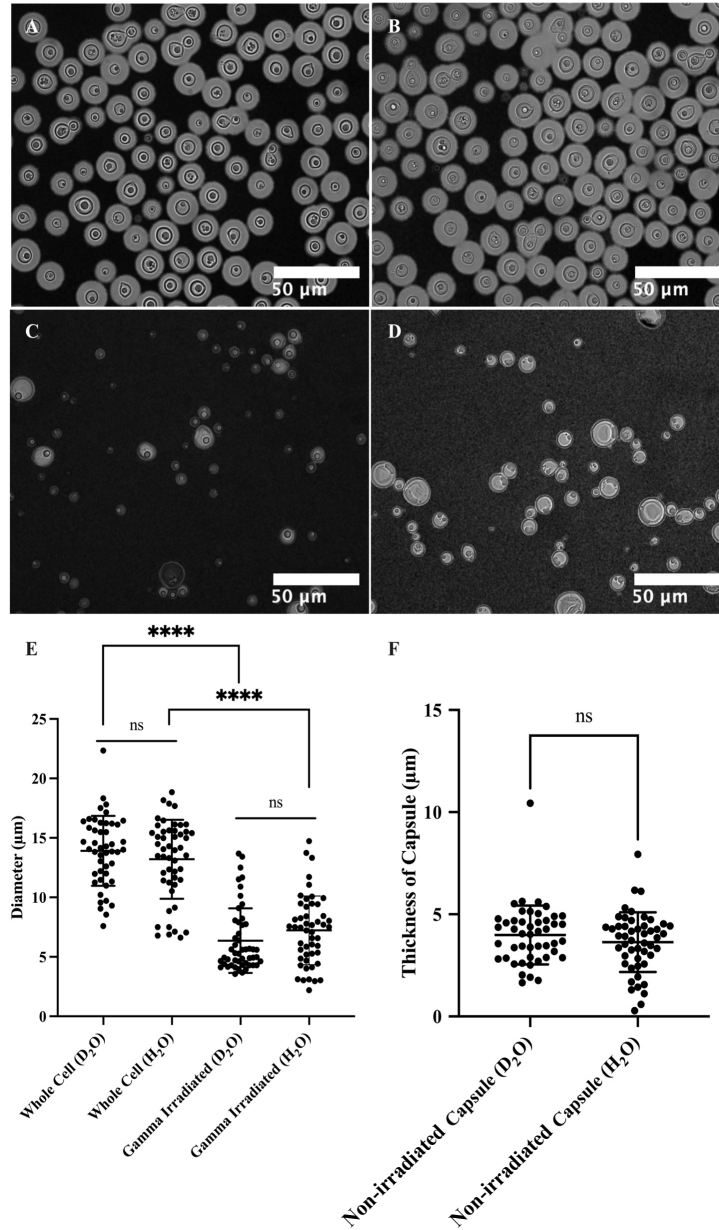 A
B
50 µm
50 µm
C
D
50 µm
50 µm
E
****
****
ns
ns
Diameter (µm)
25
20
15
10
5
0
Whole Cell (D₂O)
Whole Cell (H₂O)
Gamma Irradiated (D₂O)
Gamma Irradiated (H₂O)
F
ns
Thickness of Capsule (µm)
15
10
5
0
Non-irradiated Capsule (D₂O)
Non-irradiated Capsule (H₂O)